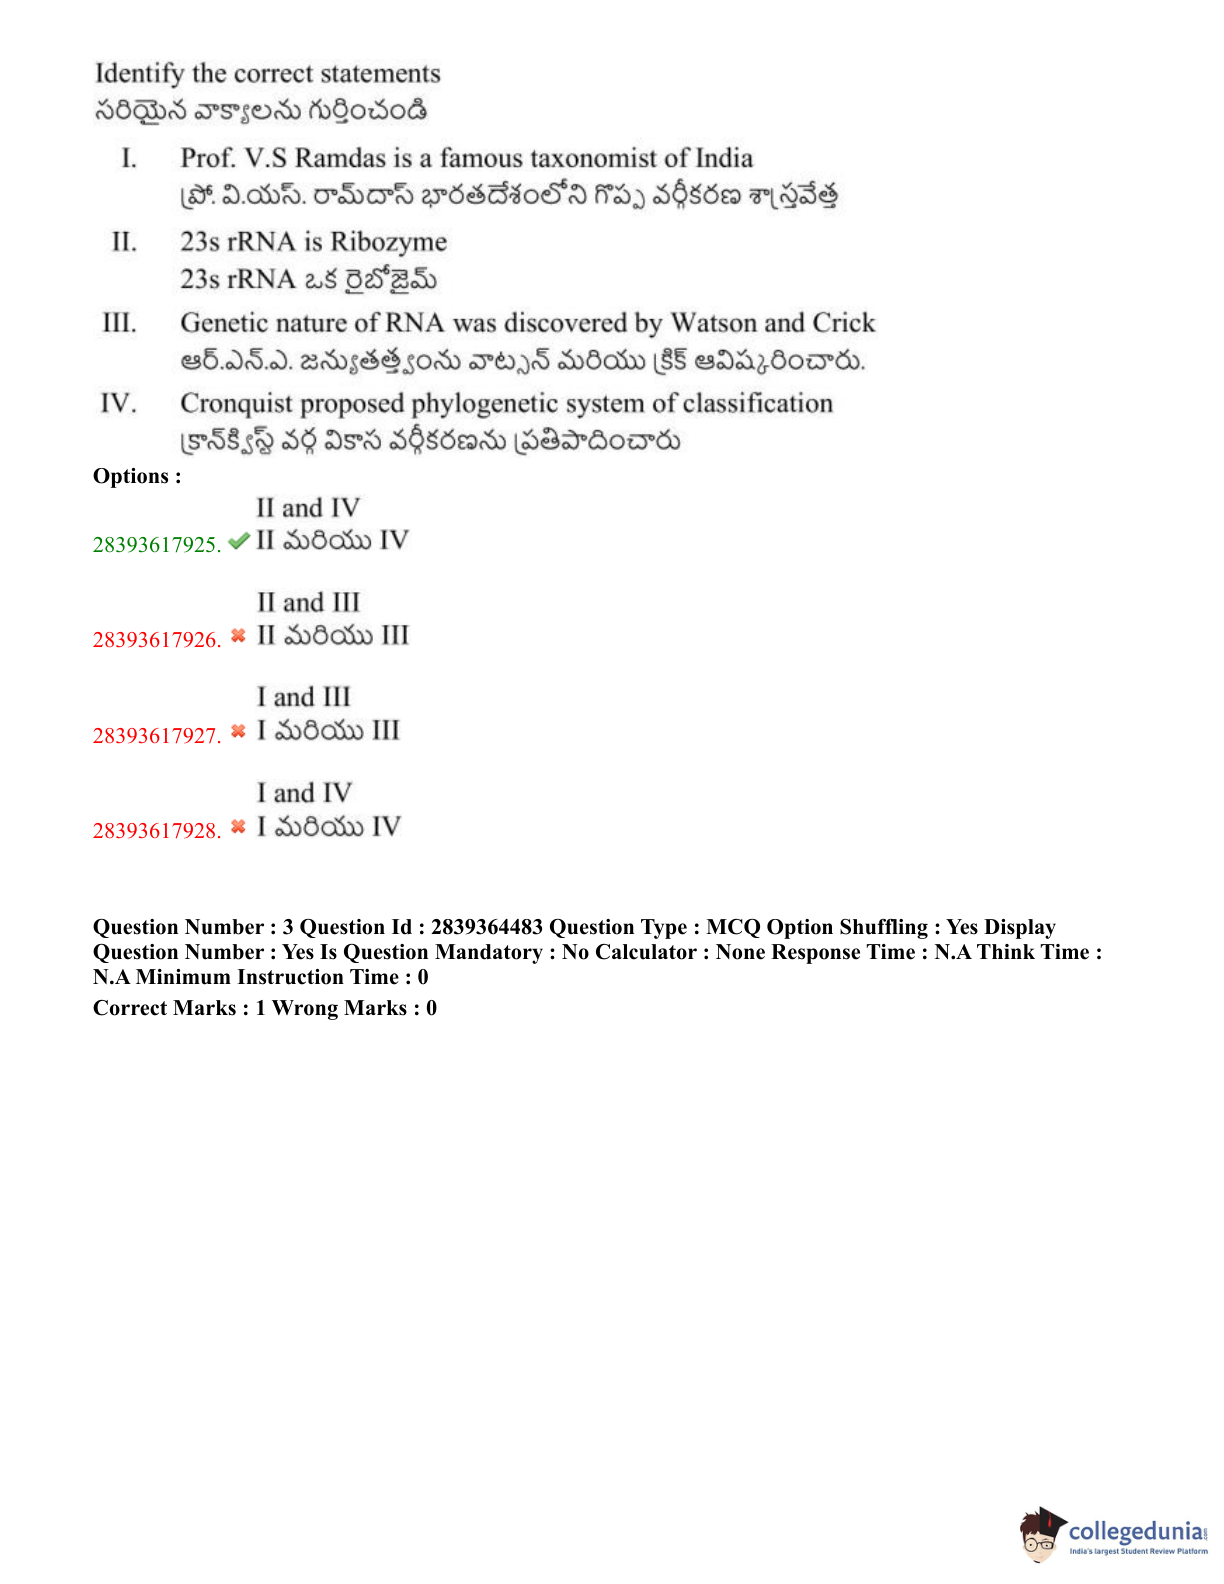 Identify the correct statements
సరియైన వాక్యాలను గుర్తించండి
I. Prof. V.S Ramdas is a famous taxonomist of India
ప్రో. వి.యస్. రామ్‌దాస్ భారతదేశంలోని గొప్ప వర్గీకరణ శాస్త్రవేత్త
II. 23s rRNA is Ribozyme
23s rRNA ఒక రైబోజైమ్
III. Genetic nature of RNA was discovered by Watson and Crick
ఆర్.ఎన్.ఎ. జన్యుతత్త్వంను వాట్సన్ మరియు క్రిక్ ఆవిష్కరించారు.
IV. Cronquist proposed phylogenetic system of classification
క్రాన్‌క్విస్ట్ వర్గ వికాస వర్గీకరణను ప్రతిపాదించారు
Options :
II and IV
28393617925. II మరియు IV
II and III
28393617926. II మరియు III
I and III
28393617927. I మరియు III
I and IV
28393617928. I మరియు IV
Question Number : 3 Question Id : 2839364483 Question Type : MCQ Option Shuffling : Yes Display
Question Number : Yes Is Question Mandatory : No Calculator : None Response Time : N.A Think Time :
N.A Minimum Instruction Time : 0
Correct Marks : 1 Wrong Marks : 0
collegedunia
India's largest Student Review Platform